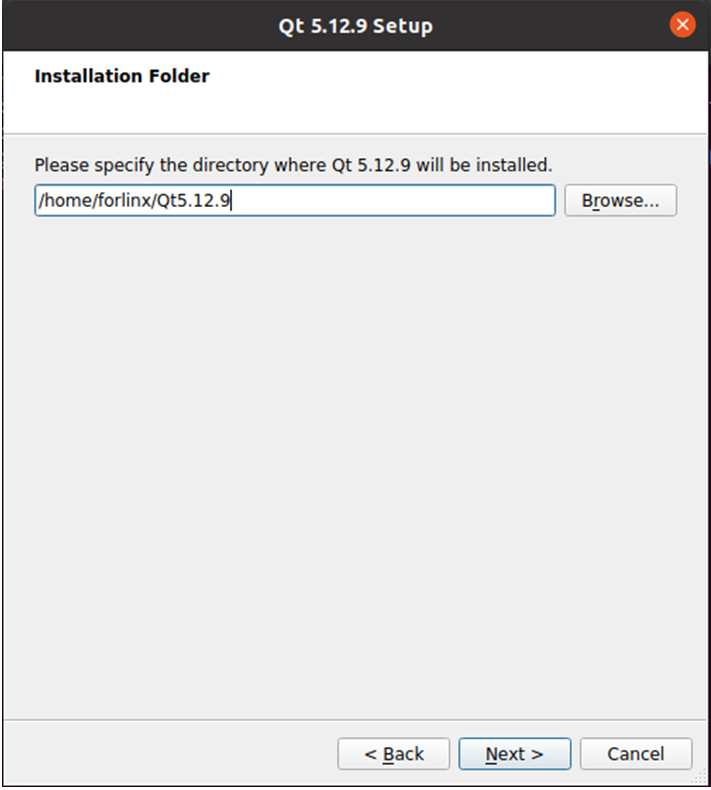 Qt 5.12.9 Setup
Installation Folder
Please specify the directory where Qt 5.12.9 will be installed.
/home/forlinx/Qt5.12.9 Browse...
< Back Next > Cancel